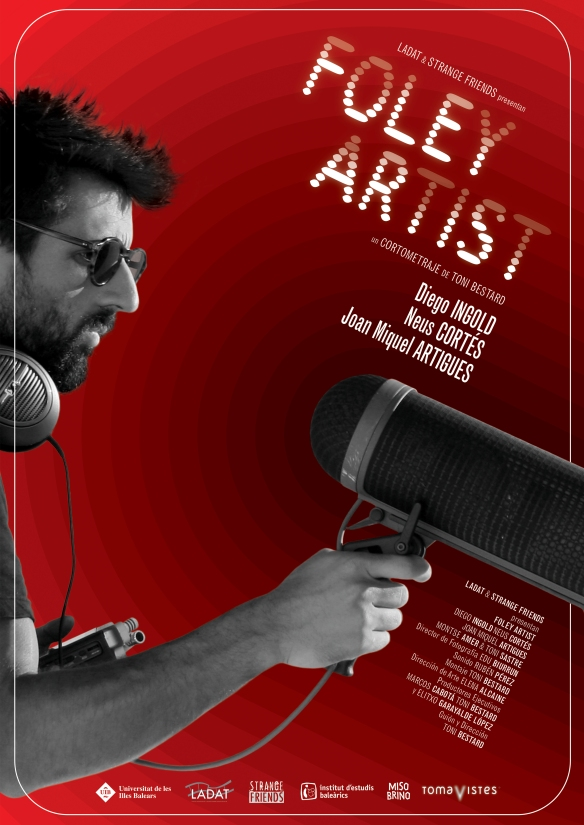 LADAT & STRANGE FRIENDS presentan
FOLEY
ARTIST
un CORTOMETRAJE DE TONI BESTARD
Diego INGOLD
Neus CORTÉS
Joan Miquel ARTIGUES
LADAT & STRANGE FRIENDS
presentan
FOLEY ARTIST
DIEGO INGOLD NEUS CORTÉS
JOAN MIQUEL ARTIGUES
MONTSE AMER & TONI SASTRE
Director de Fotografía EDU BIURRUN
Sonido RUBÉN PÉREZ
Montaje TONI BESTARD
Dirección de Arte ELENA ALCAINE
Productores Ejecutivos
MARCOS CABOTÁ TONI BESTARD
y ELITXO GARAYALDE LÓPEZ
Guión y Dirección
TONI BESTARD
UIB
Universitat de les
Illes Balears
LADAT
STRANGE
FRIENDS
institut d'estudis
baleàrics
MISO
BRINO
TOMAVISTES